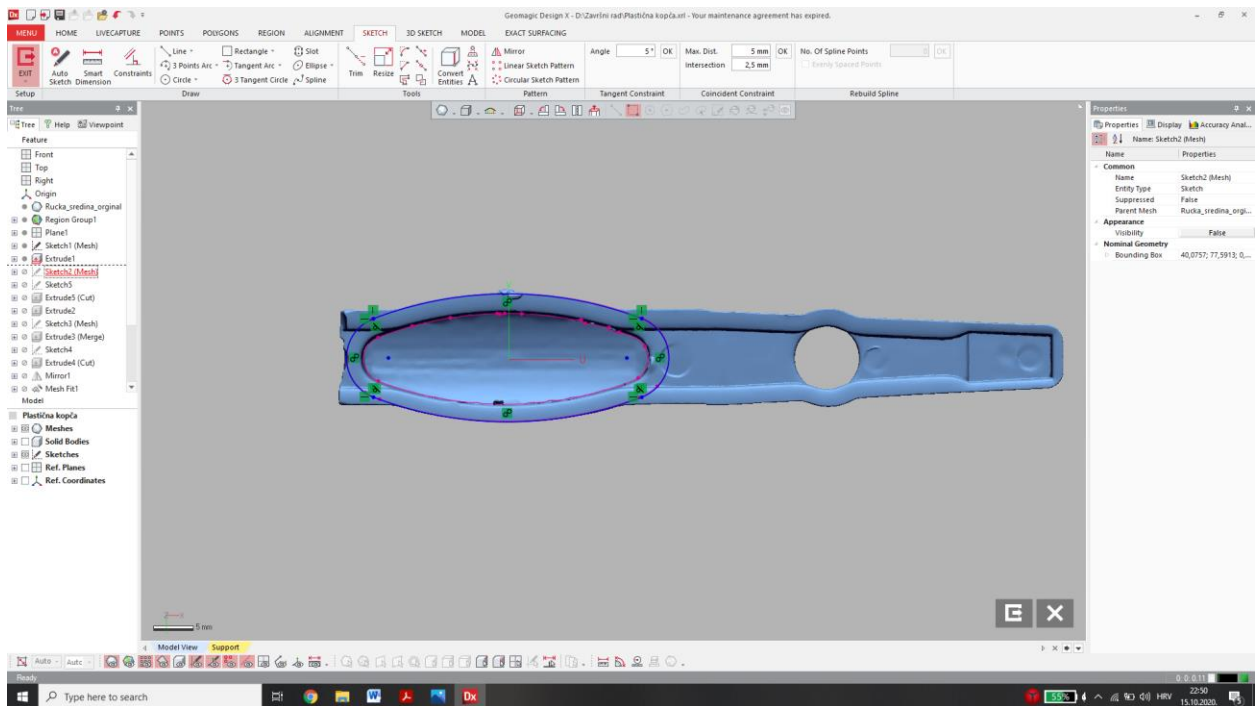 Dx
Geomagic Design X - D:\Završni rad\Plastična kopča.xrl - Your maintenance agreement has expired.
MENU HOME LIVECAPTURE POINTS POLYGONS REGION ALIGNMENT SKETCH 3D SKETCH MODEL EXACT SURFACING
Line Rectangle Slot Mirror Angle 5° OK Max. Dist. 5 mm OK No. Of Spline Points 0 OK
3 Points Arc Tangent Arc Ellipse Linear Sketch Pattern Intersection 2,5 mm Evenly Spaced Points
EXIT Auto Sketch Smart Dimension Constraints Circle 3 Tangent Circle Spline Trim Resize Convert Entities Circular Sketch Pattern
Setup Draw Tools Pattern Tangent Constraint Coincident Constraint Rebuild Spline
Tree
Tree Help Viewpoint
Feature
Front
Top
Right
Origin
Rucka_sredina_orginal
Region Group1
Plane1
Sketch1 (Mesh)
Extrude1
Sketch2 (Mesh)
Sketch5
Extrude5 (Cut)
Extrude2
Sketch3 (Mesh)
Extrude3 (Merge)
Sketch4
Extrude4 (Cut)
Mirror1
Mesh Fit1
Model
Plastična kopča
Meshes
Solid Bodies
Sketches
Ref. Planes
Ref. Coordinates
5 mm
Model View Support
Properties
Properties Display Accuracy Anal...
Name: Sketch2 (Mesh)
Name Properties
Common
Name Sketch2 (Mesh)
Entity Type Sketch
Suppressed False
Parent Mesh Rucka_sredina_orgi...
Appearance
Visibility False
Nominal Geometry
Bounding Box 40,0757; 77,5913; 0,...
Auto Auto
Ready 0: 0: 0.11
Type here to search
Dx
55% HRV 22:50
15.10.2020.